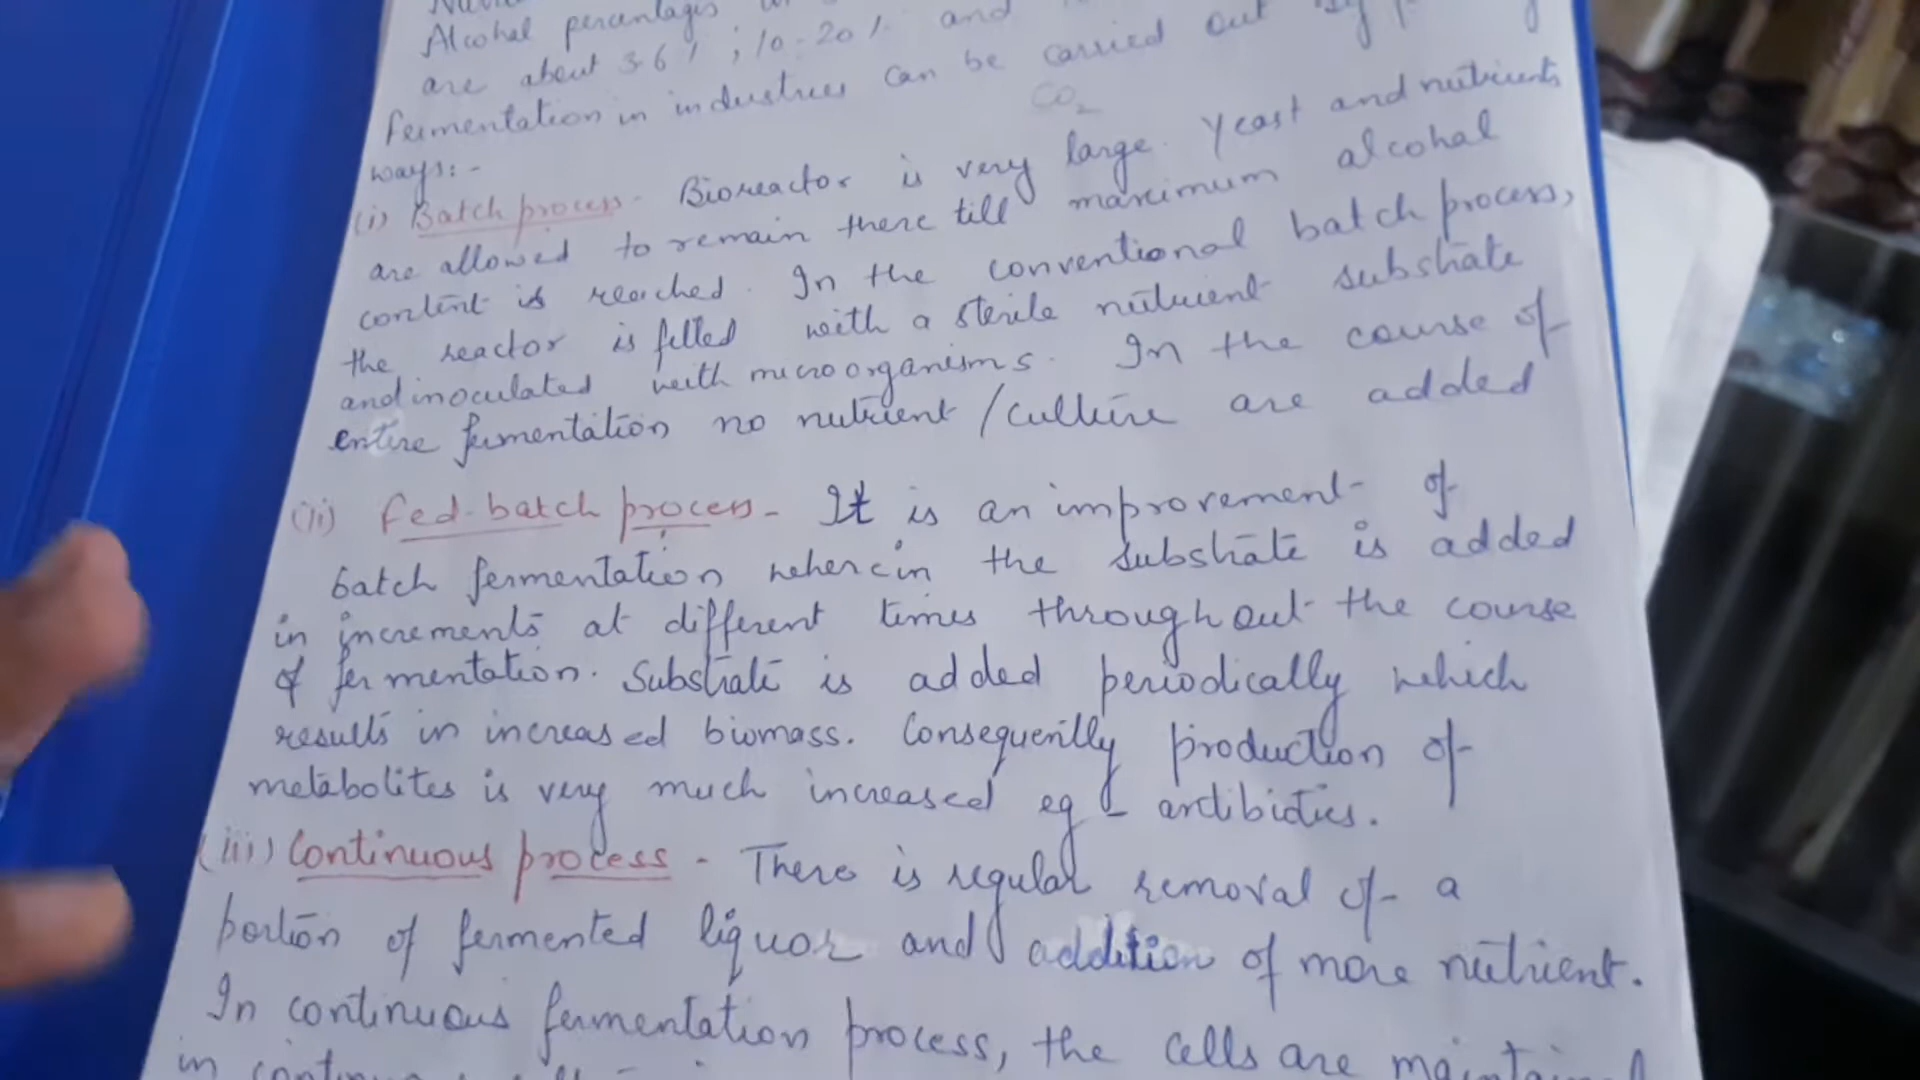 Alcohal percentages
are about 3-6% ; 10-20% and
Fermentation in industries can be carried out
CO2
ways:-
(i) Batch process- Bioreactor is very large. Yeast and nutrients
are allowed to remain there till maximum alcohal
content is reached. In the conventional batch process,
the reactor is filled with a sterile nutrient substrate
and inoculated with microorganisms. In the course of
entire fermentation no nutrient / culture are added
(ii) Fed-batch process- It is an improvement of
batch fermentation wherein the substrate is added
in increments at different times throughout the course
of fermentation. Substrate is added periodically which
results in increased biomass. Consequently production of
metabolites is very much increased eg - antibiotics.
(iii) Continuous process - There is regular removal of a
portion of fermented liquor and addition of more nutrient.
In continuous fermentation process, the cells are
in